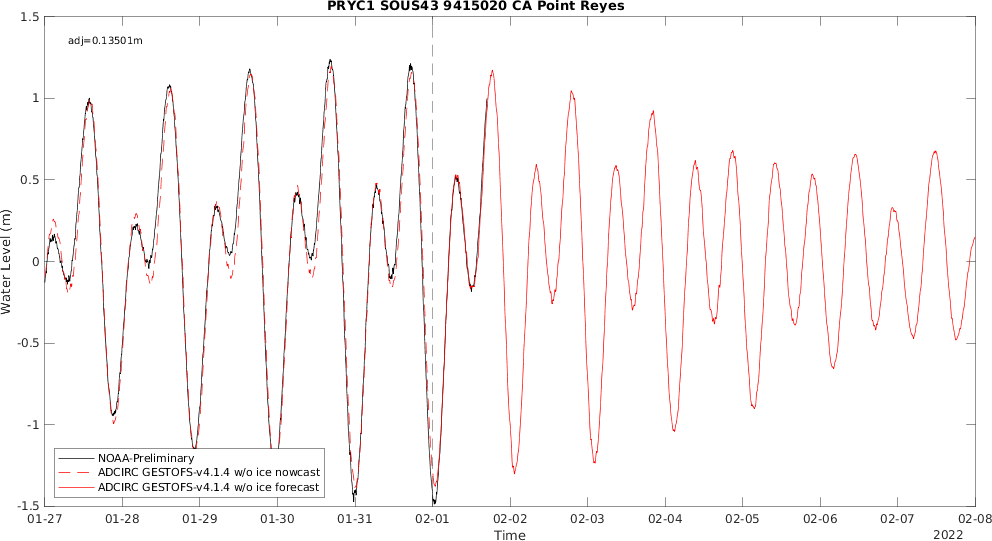 PRYC1 SOUS43 9415020 CA Point Reyes
adj=0.13501m
Water Level (m)
1.5
1
0.5
0
-0.5
-1
-1.5
NOAA-Preliminary
ADCIRC GESTOFS-v4.1.4 w/o ice nowcast
ADCIRC GESTOFS-v4.1.4 w/o ice forecast
01-27 01-28 01-29 01-30 01-31 02-01 02-02 02-03 02-04 02-05 02-06 02-07 02-08
Time
2022